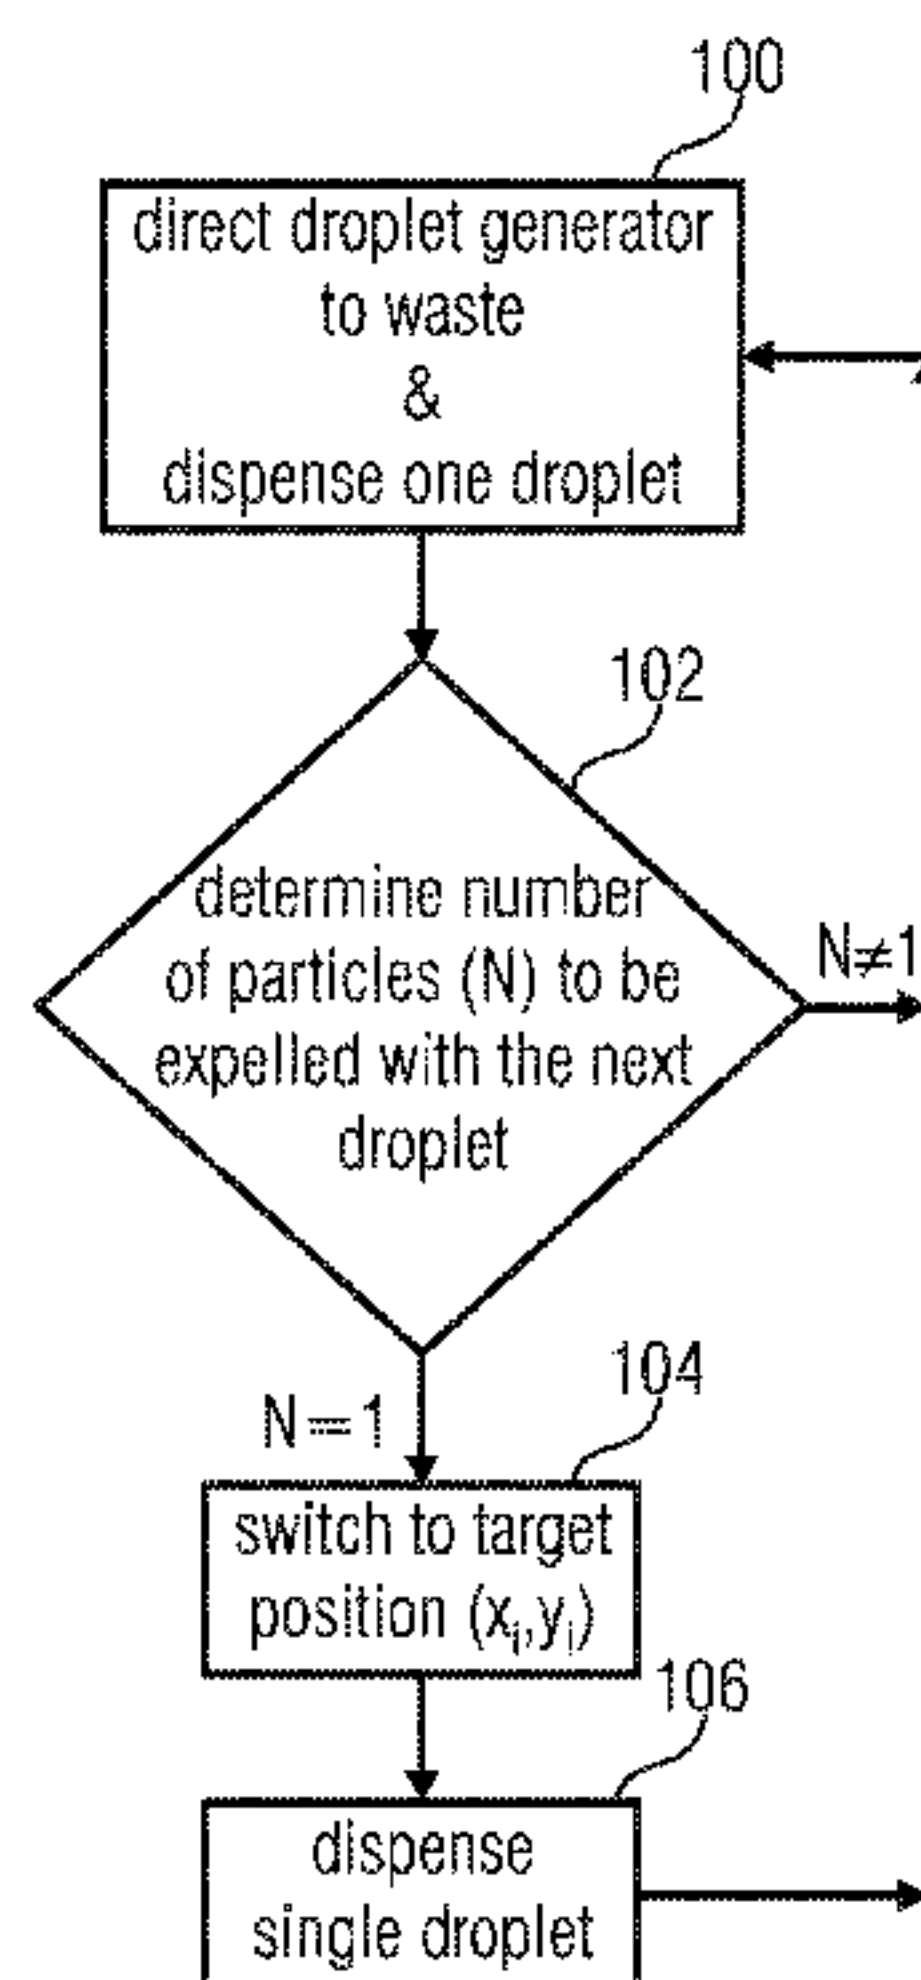 100
direct droplet generator
to waste
&
dispense one droplet
102
determine number
of particles (N) to be
expelled with the next
droplet
N≠1
N=1
104
switch to target
position (xi,yi)
106
dispense
single droplet